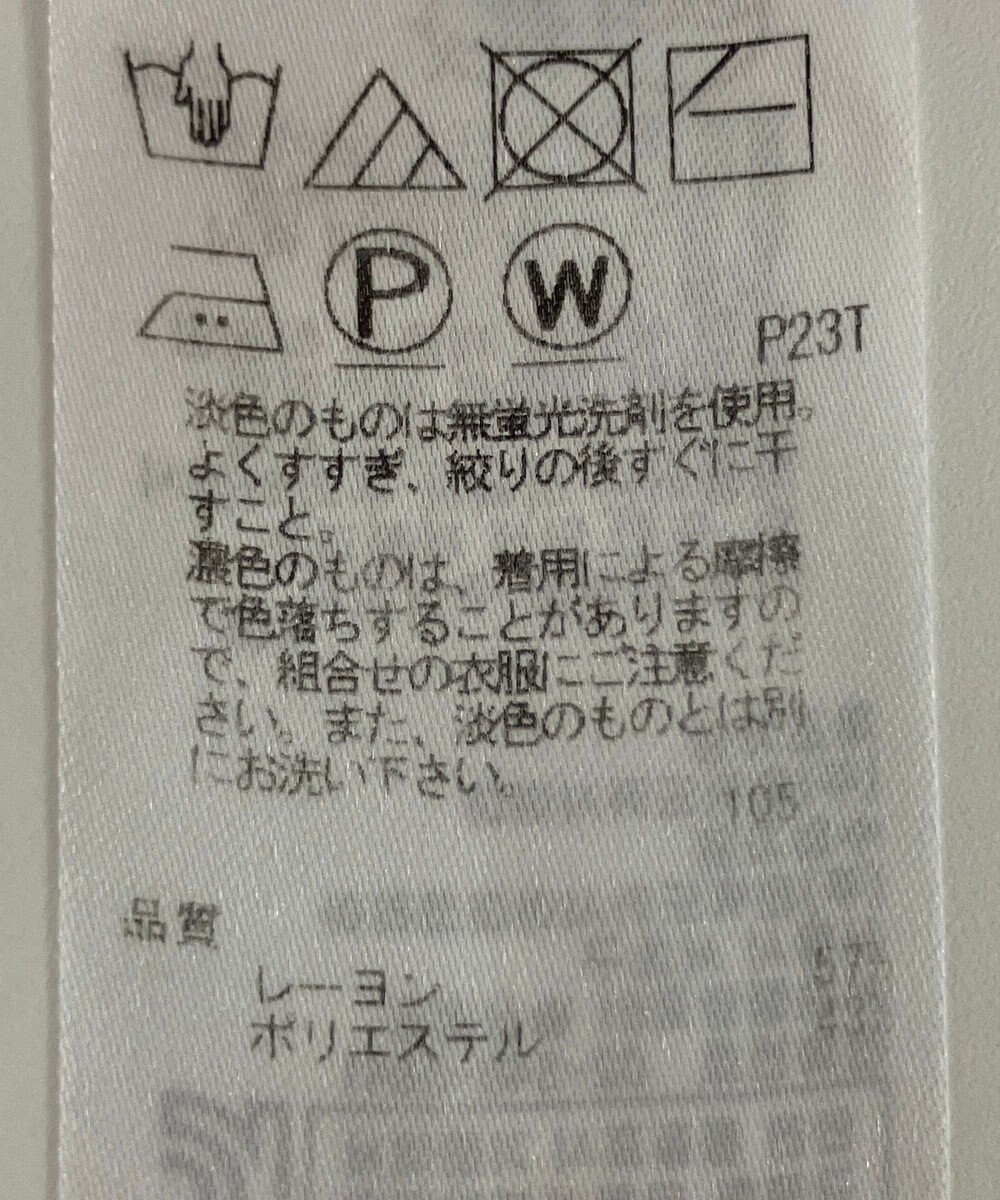 P
W
P23T
淡色のものは無蛍光洗剤を使用。
よくすすぎ、絞りの後すぐに干
すこと。
濃色のものは、着用による摩擦
で色落ちすることがありますの
で、組合せの衣服にご注意くだ
さい。また、淡色のものとは別
にお洗い下さい。
105
品質
レーヨン 57
ポリエステル